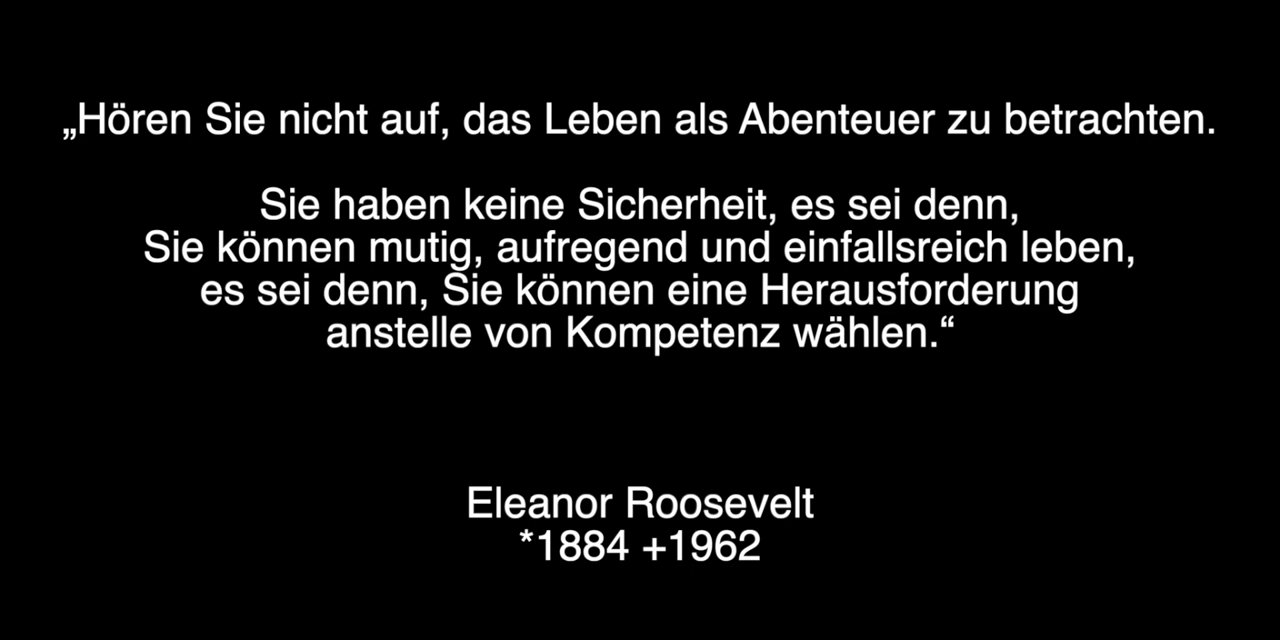 „Hören Sie nicht auf, das Leben als Abenteuer zu betrachten.
Sie haben keine Sicherheit, es sei denn,
Sie können mutig, aufregend und einfallsreich leben,
es sei denn, Sie können eine Herausforderung
anstelle von Kompetenz wählen.“
Eleanor Roosevelt
*1884 +1962